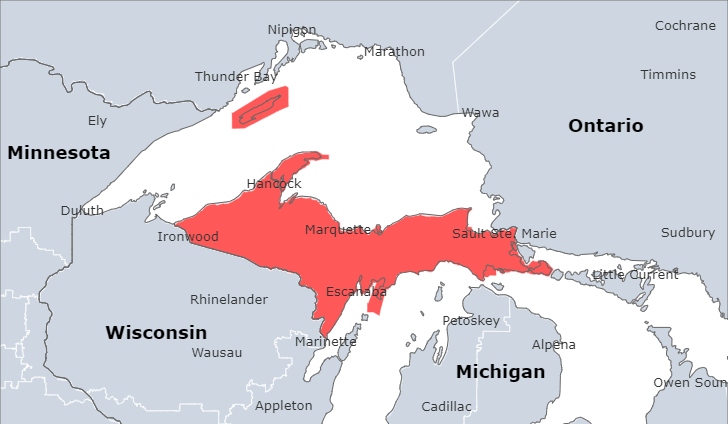 Cochrane
Nipigon
Marathon
Thunder Bay
Timmins
Wawa
Ely
Ontario
Minnesota
Hancock
Duluth
Marquette
Sault Ste. Marie
Sudbury
Ironwood
Little Current
Escanaba
Rhinelander
Petoskey
Wisconsin
Marinette
Alpena
Wausau
Michigan
Owen Soun
Appleton
Cadillac